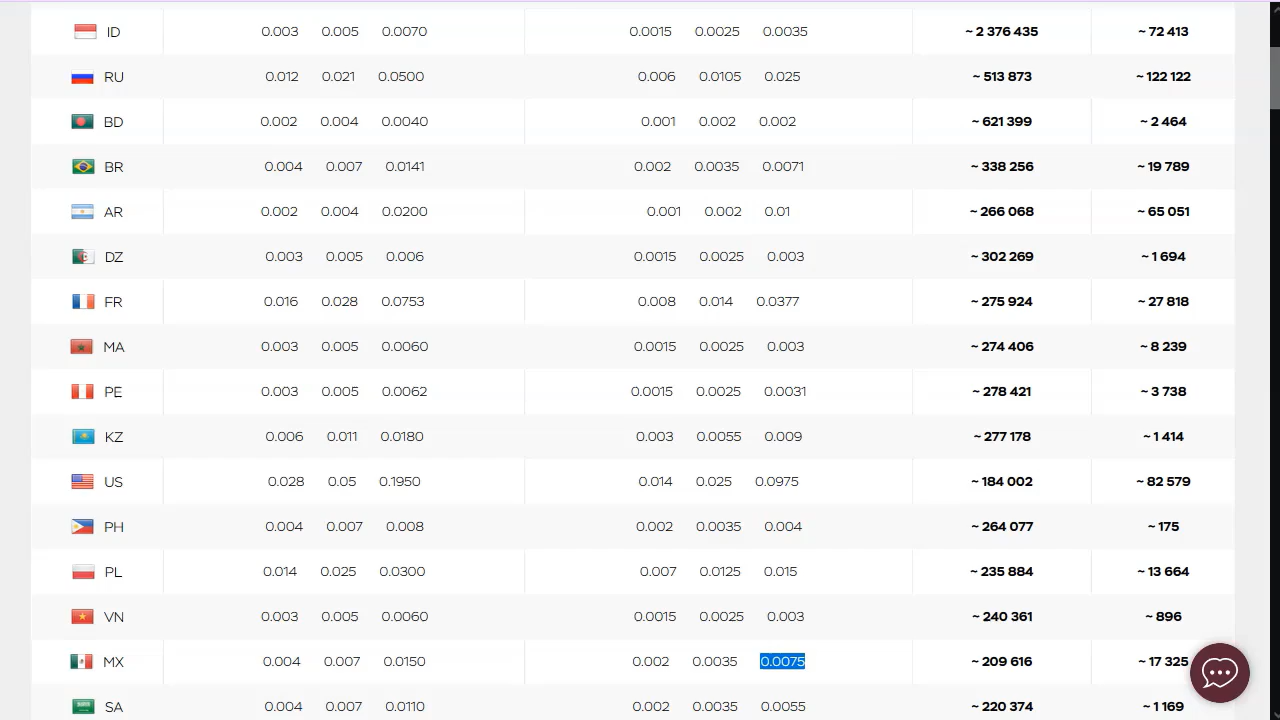 ID 0.003 0.005 0.0070 0.0015 0.0025 0.0035 ~ 2 376 435 ~ 72 413
RU 0.012 0.021 0.0500 0.006 0.0105 0.025 ~ 513 873 ~ 122 122
BD 0.002 0.004 0.0040 0.001 0.002 0.002 ~ 621 399 ~ 2 464
BR 0.004 0.007 0.0141 0.002 0.0035 0.0071 ~ 338 256 ~ 19 789
AR 0.002 0.004 0.0200 0.001 0.002 0.01 ~ 266 068 ~ 65 051
DZ 0.003 0.005 0.006 0.0015 0.0025 0.003 ~ 302 269 ~ 1 694
FR 0.016 0.028 0.0753 0.008 0.014 0.0377 ~ 275 924 ~ 27 818
MA 0.003 0.005 0.0060 0.0015 0.0025 0.003 ~ 274 406 ~ 8 239
PE 0.003 0.005 0.0062 0.0015 0.0025 0.0031 ~ 278 421 ~ 3 738
KZ 0.006 0.011 0.0180 0.003 0.0055 0.009 ~ 277 178 ~ 1 414
US 0.028 0.05 0.1950 0.014 0.025 0.0975 ~ 184 002 ~ 82 579
PH 0.004 0.007 0.008 0.002 0.0035 0.004 ~ 264 077 ~ 175
PL 0.014 0.025 0.0300 0.007 0.0125 0.015 ~ 235 884 ~ 13 664
VN 0.003 0.005 0.0060 0.0015 0.0025 0.003 ~ 240 361 ~ 896
MX 0.004 0.007 0.0150 0.002 0.0035 0.0075 ~ 209 616 ~ 17 325
SA 0.004 0.007 0.0110 0.002 0.0035 0.0055 ~ 220 374 ~ 1 169